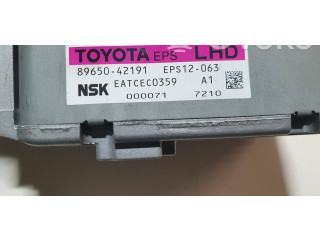 TOYOTA EPS LHD
89650-42191 EPS12-063
NSK EATCEC0359 A1
000071 7210